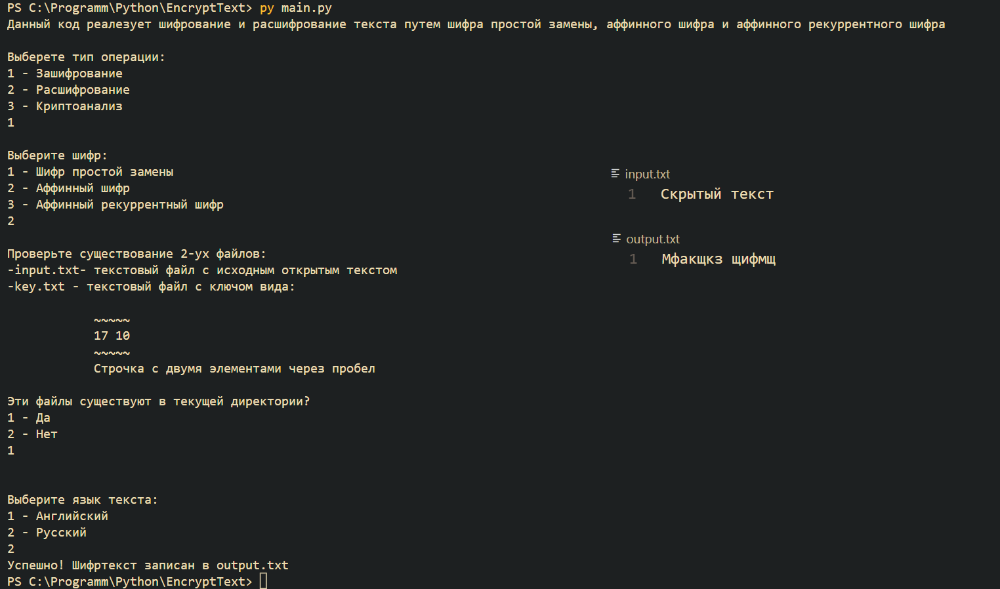 PS C:\Programm\Python\EncryptText> py main.py
Данный код реалезует шифрование и расшифрование текста путем шифра простой замены, аффинного шифра и аффинного рекуррентного шифра
Выберете тип операции:
1 - Зашифрование
2 - Расшифрование
3 - Криптоанализ
1
Выберите шифр:
1 - Шифр простой замены
2 - Аффинный шифр
3 - Аффинный рекуррентный шифр
2
Проверьте существование 2-ух файлов:
-input.txt- текстовый файл с исходным открытым текстом
-key.txt - текстовый файл с ключом вида:
~~~~~
17 10
~~~~~
Строчка с двумя элементами через пробел
Эти файлы существуют в текущей директории?
1 - Да
2 - Нет
1
Выберите язык текста:
1 - Английский
2 - Русский
2
Успешно! Шифртекст записан в output.txt
PS C:\Programm\Python\EncryptText>
input.txt
1 Скрытый текст
output.txt
1 Мфакщкз щифмщ